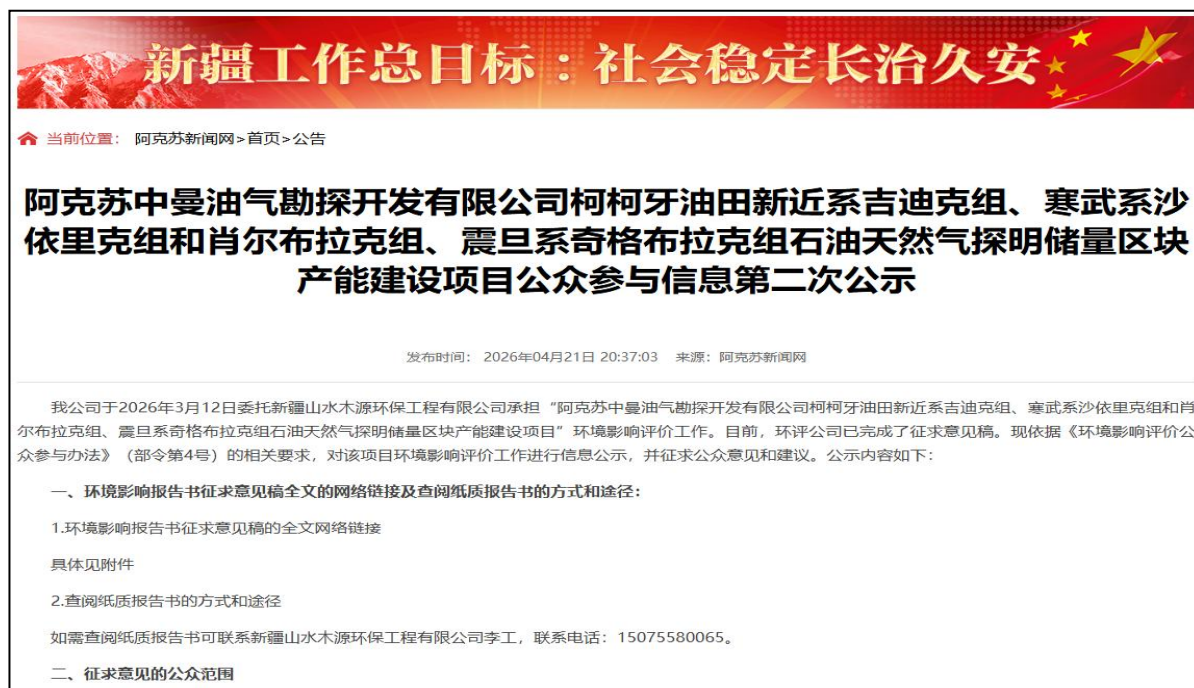 新疆工作总目标：社会稳定长治久安
当前位置： 阿克苏新闻网>首页>公告
阿克苏中曼油气勘探开发有限公司柯柯牙油田新近系吉迪克组、寒武系沙
依里克组和肖尔布拉克组、震旦系奇格布拉克组石油天然气探明储量区块
产能建设项目公众参与信息第二次公示
发布时间： 2026年04月21日 20:37:03 来源：阿克苏新闻网
我公司于2026年3月12日委托新疆山水木源环保工程有限公司承担“阿克苏中曼油气勘探开发有限公司柯柯牙油田新近系吉迪克组、寒武系沙依里克组和肖
尔布拉克组、震旦系奇格布拉克组石油天然气探明储量区块产能建设项目”环境影响评价工作。目前，环评公司已完成了征求意见稿。现依据《环境影响评价公
众参与办法》（部令第4号）的相关要求，对该项目环境影响评价工作进行信息公示，并征求公众意见和建议。公示内容如下：
一、环境影响报告书征求意见稿全文的网络链接及查阅纸质报告书的方式和途径：
1.环境影响报告书征求意见稿的全文网络链接
具体见附件
2.查阅纸质报告书的方式和途径
如需查阅纸质报告书可联系新疆山水木源环保工程有限公司李工，联系电话：15075580065。
二、征求意见的公众范围